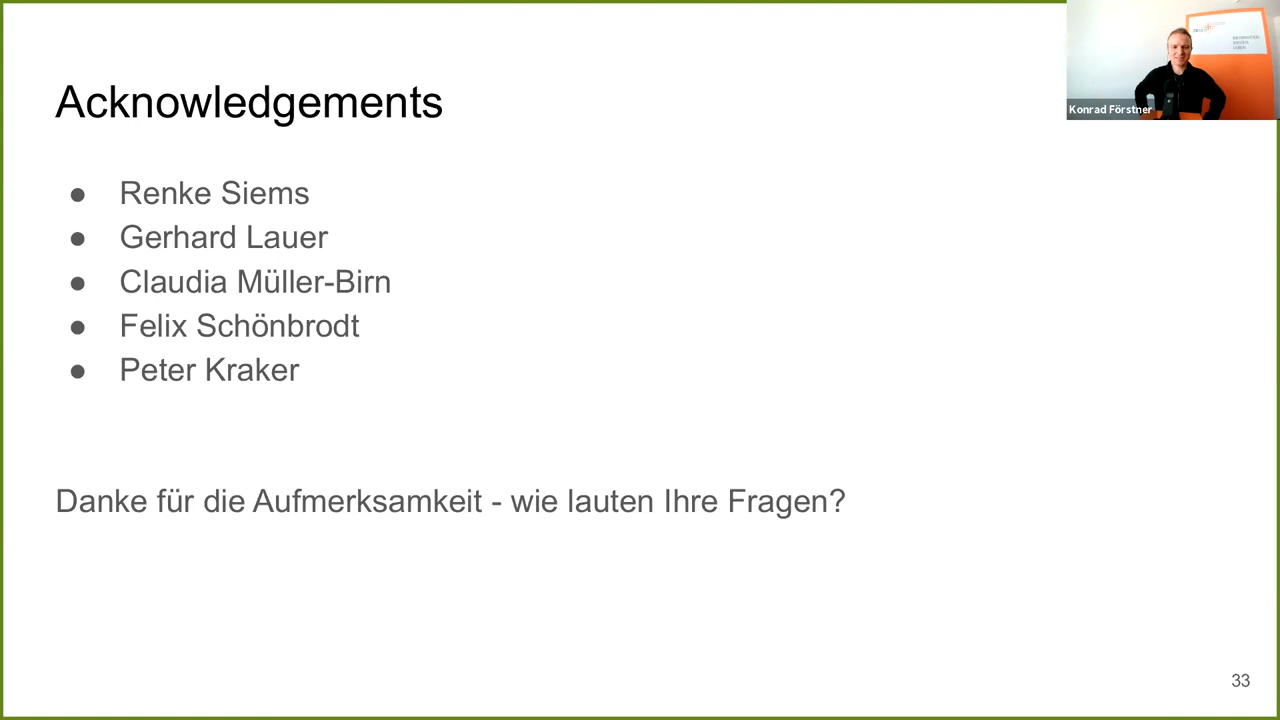 Acknowledgements
Konrad Förstner
● Renke Siems
● Gerhard Lauer
● Claudia Müller-Birn
● Felix Schönbrodt
● Peter Kraker
Danke für die Aufmerksamkeit - wie lauten Ihre Fragen?
33